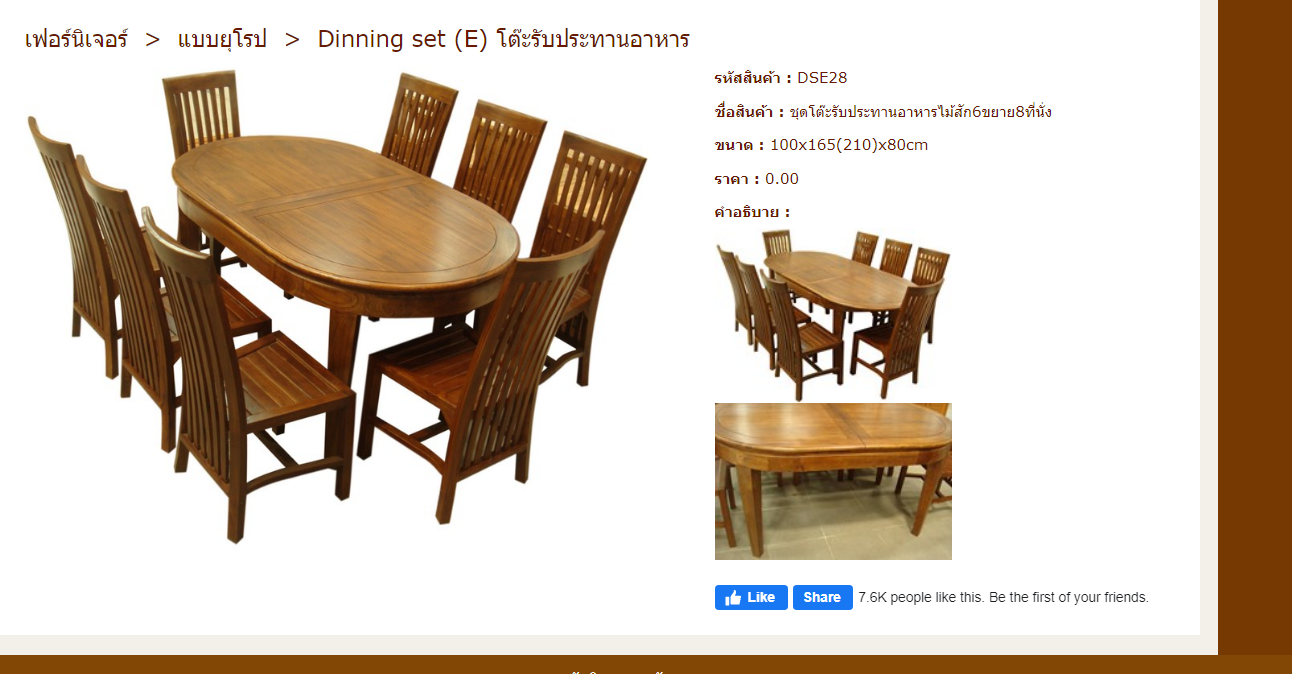 เฟอร์นิเจอร์ > แบบยุโรป > Dinning set (E) โต๊ะรับประทานอาหาร
รหัสสินค้า : DSE28
ชื่อสินค้า : ชุดโต๊ะรับประทานอาหารไม้สัก6ขยาย8ที่นั่ง
ขนาด : 100x165(210)x80cm
ราคา : 0.00
คำอธิบาย :
Like Share 7.6K people like this. Be the first of your friends.